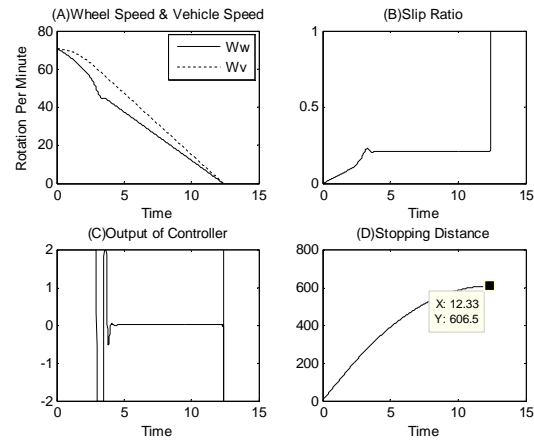 (A)Wheel Speed & Vehicle Speed
80
60
40
20
0
Rotation Per Minute
Ww
Wv
0 5 10 15
Time
(B)Slip Ratio
1
0.5
0
0 5 10 15
Time
(C)Output of Controller
2
1
0
-1
-2
0 5 10 15
Time
(D)Stopping Distance
800
600
400
200
0
X: 12.33
Y: 606.5
0 5 10 15
Time